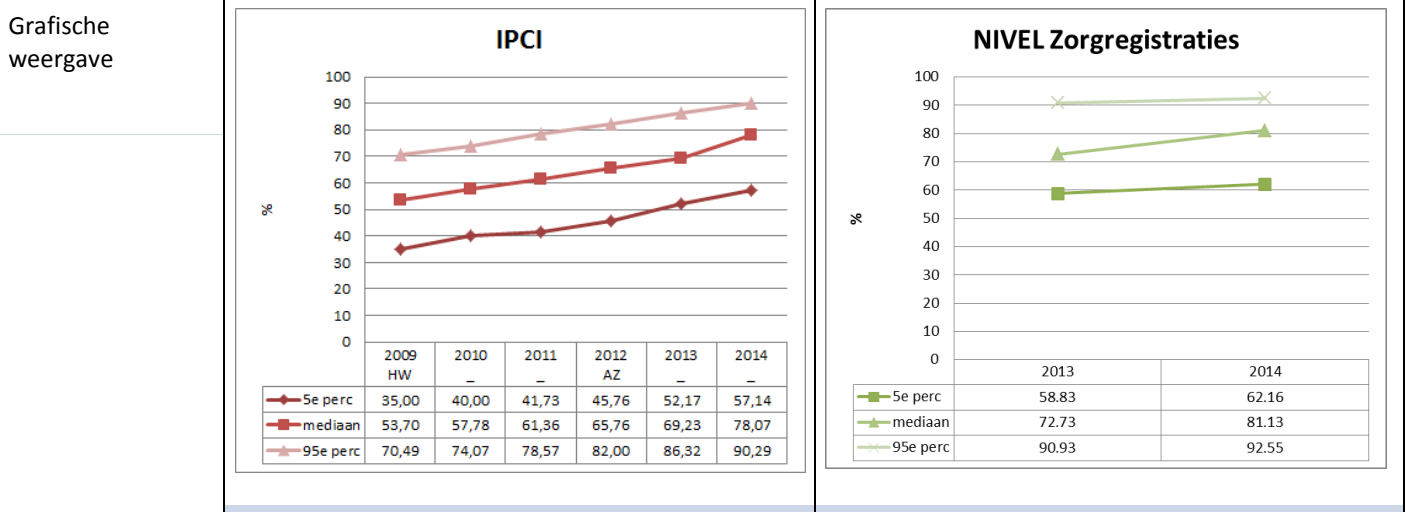 Grafische
weergave
IPCI
%
100
90
80
70
60
50
40
30
20
10
0
2009 2010 2011 2012 2013 2014
HW _ _ AZ _ _
5e perc 35,00 40,00 41,73 45,76 52,17 57,14
mediaan 53,70 57,78 61,36 65,76 69,23 78,07
95e perc 70,49 74,07 78,57 82,00 86,32 90,29
NIVEL Zorgregistraties
%
100
90
80
70
60
50
40
30
20
10
0
2013 2014
5e perc 58.83 62.16
mediaan 72.73 81.13
95e perc 90.93 92.55